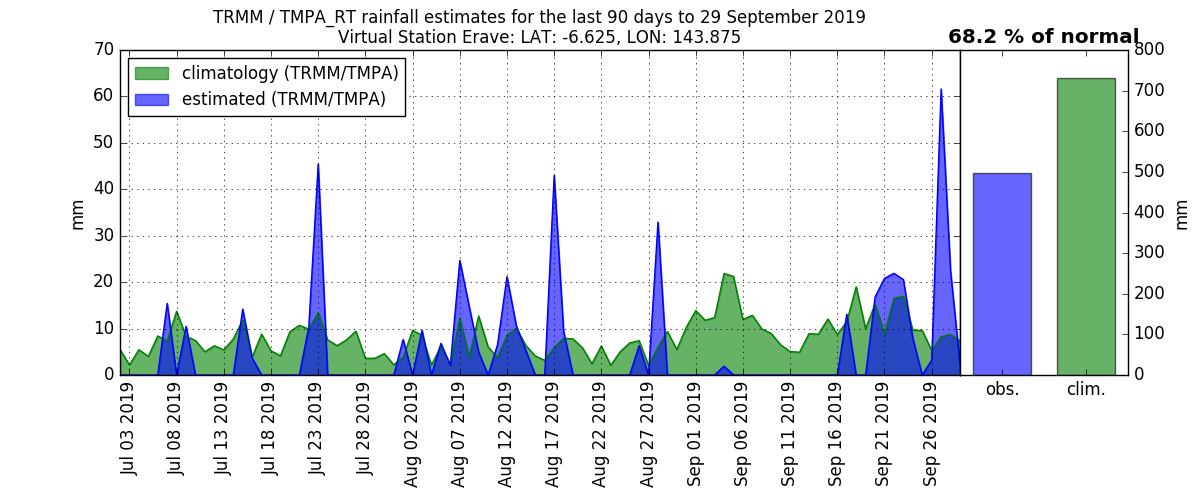 TRMM / TMPA_RT rainfall estimates for the last 90 days to 29 September 2019
Virtual Station Erave: LAT: -6.625, LON: 143.875
68.2 % of normal
climatology (TRMM/TMPA)
estimated (TRMM/TMPA)
mm
70
60
50
40
30
20
10
0
Jul 03 2019
Jul 08 2019
Jul 13 2019
Jul 18 2019
Jul 23 2019
Jul 28 2019
Aug 02 2019
Aug 07 2019
Aug 12 2019
Aug 17 2019
Aug 22 2019
Aug 27 2019
Sep 01 2019
Sep 06 2019
Sep 11 2019
Sep 16 2019
Sep 21 2019
Sep 26 2019
obs.
clim.
800
700
600
500
400
300
200
100
0
mm